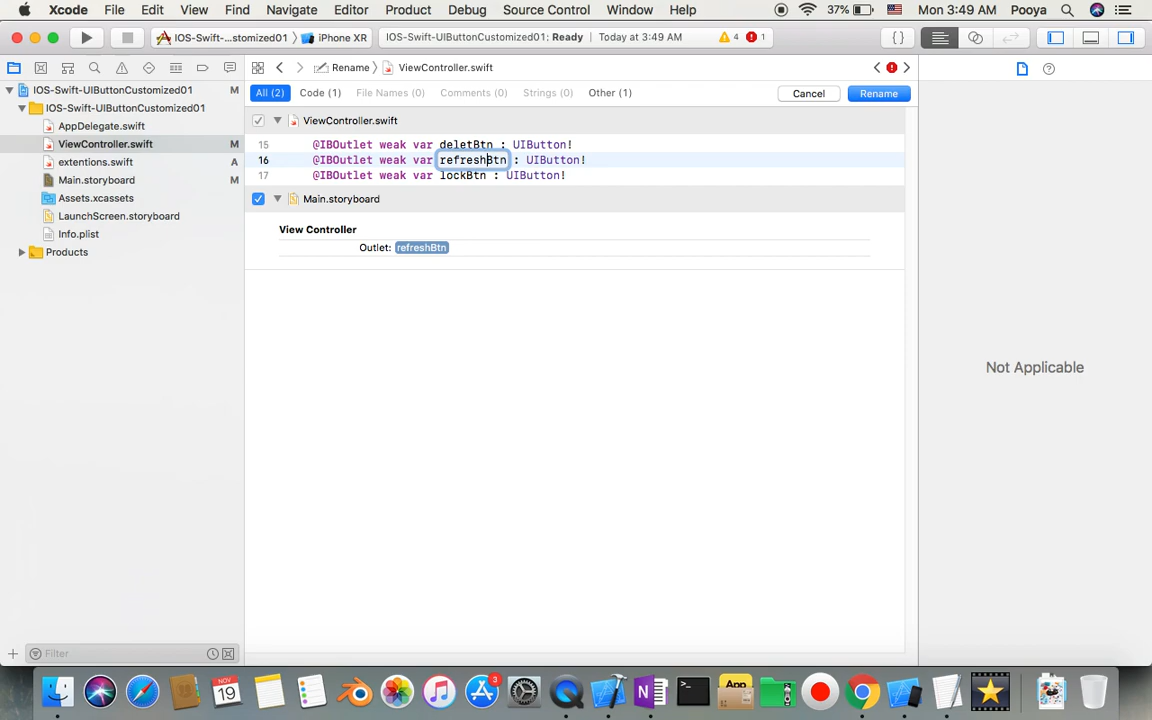 Xcode File Edit View Find Navigate Editor Product Debug Source Control Window Help 37% Mon 3:49 AM Pooya
IOS-Swift-...stomized01 iPhone XR IOS-Swift-UIButtonCustomized01: Ready Today at 3:49 AM 4 1
Rename ViewController.swift
IOS-Swift-UIButtonCustomized01 M
All (2) Code (1) File Names (0) Comments (0) Strings (0) Other (1) Cancel Rename
IOS-Swift-UIButtonCustomized01
ViewController.swift
AppDelegate.swift
ViewController.swift M
15 @IBOutlet weak var deletBtn : UIButton!
16 @IBOutlet weak var refreshBtn : UIButton!
extentions.swift A
17 @IBOutlet weak var lockBtn : UIButton!
Main.storyboard M
Assets.xcassets
Main.storyboard
LaunchScreen.storyboard
View Controller
Info.plist
Outlet: refreshBtn
Products
Not Applicable
Filter
NOV
19
3
App
N